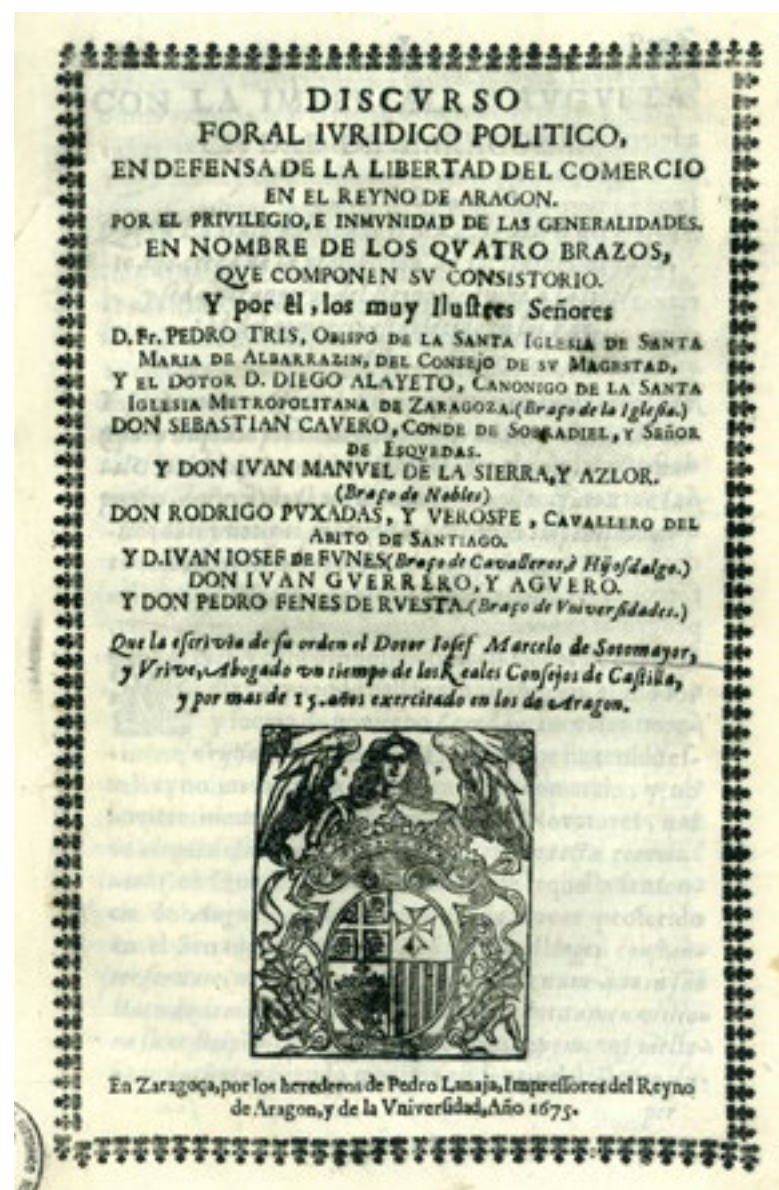 DISCVRSO
FORAL IVRIDICO POLITICO,
EN DEFENSA DE LA LIBERTAD DEL COMERCIO
EN EL REYNO DE ARAGON.
POR EL PRIVILEGIO, E INMVNIDAD DE LAS GENERALIDADES.
EN NOMBRE DE LOS QVATRO BRAZOS,
QVE COMPONEN SV CONSISTORIO.
Y por èl, los muy Ilustres Señores
D. Fr. PEDRO TRIS, OBISPO DE LA SANTA IGLESIA DE SANTA
MARIA DE ALBARRAZIN, DEL CONSEJO DE SV MAGESTAD,
Y EL DOTOR D. DIEGO ALAYETO, CANONIGO DE LA SANTA
IGLESIA METROPOLITANA DE ZARAGOZA. (Braço de la Iglesia.)
DON SEBASTIAN CAVERO, CONDE DE SOBRADIEL, Y SEñOR
DE ESQVEDAS.
Y DON IVAN MANVEL DE LA SIERRA, Y AZLOR.
(Braço de Nobles)
DON RODRIGO PVXADAS, Y VEROSPE, CAVALLERO DEL
ABITO DE SANTIAGO.
Y D. IVAN IOSEF DE FVNES (Braço de Cavalleros, è Hijosdalgo.)
DON IVAN GVERRERO, Y AGVERO.
Y DON PEDRO FENES DE RVESTA. (Braço de Vniversidades.)
Que la escrivia de su orden el Dotor Iosef Marcelo de Sotomayor,
y Vrive, Abogado vn tiempo de los Reales Consejos de Castilla,
y por mas de 15. años exercitado en los de Aragon.
En Zaragoça, por los herederos de Pedro Lanaja, Impressores del Reyno
de Aragon, y de la Vniversidad, Año 1675.